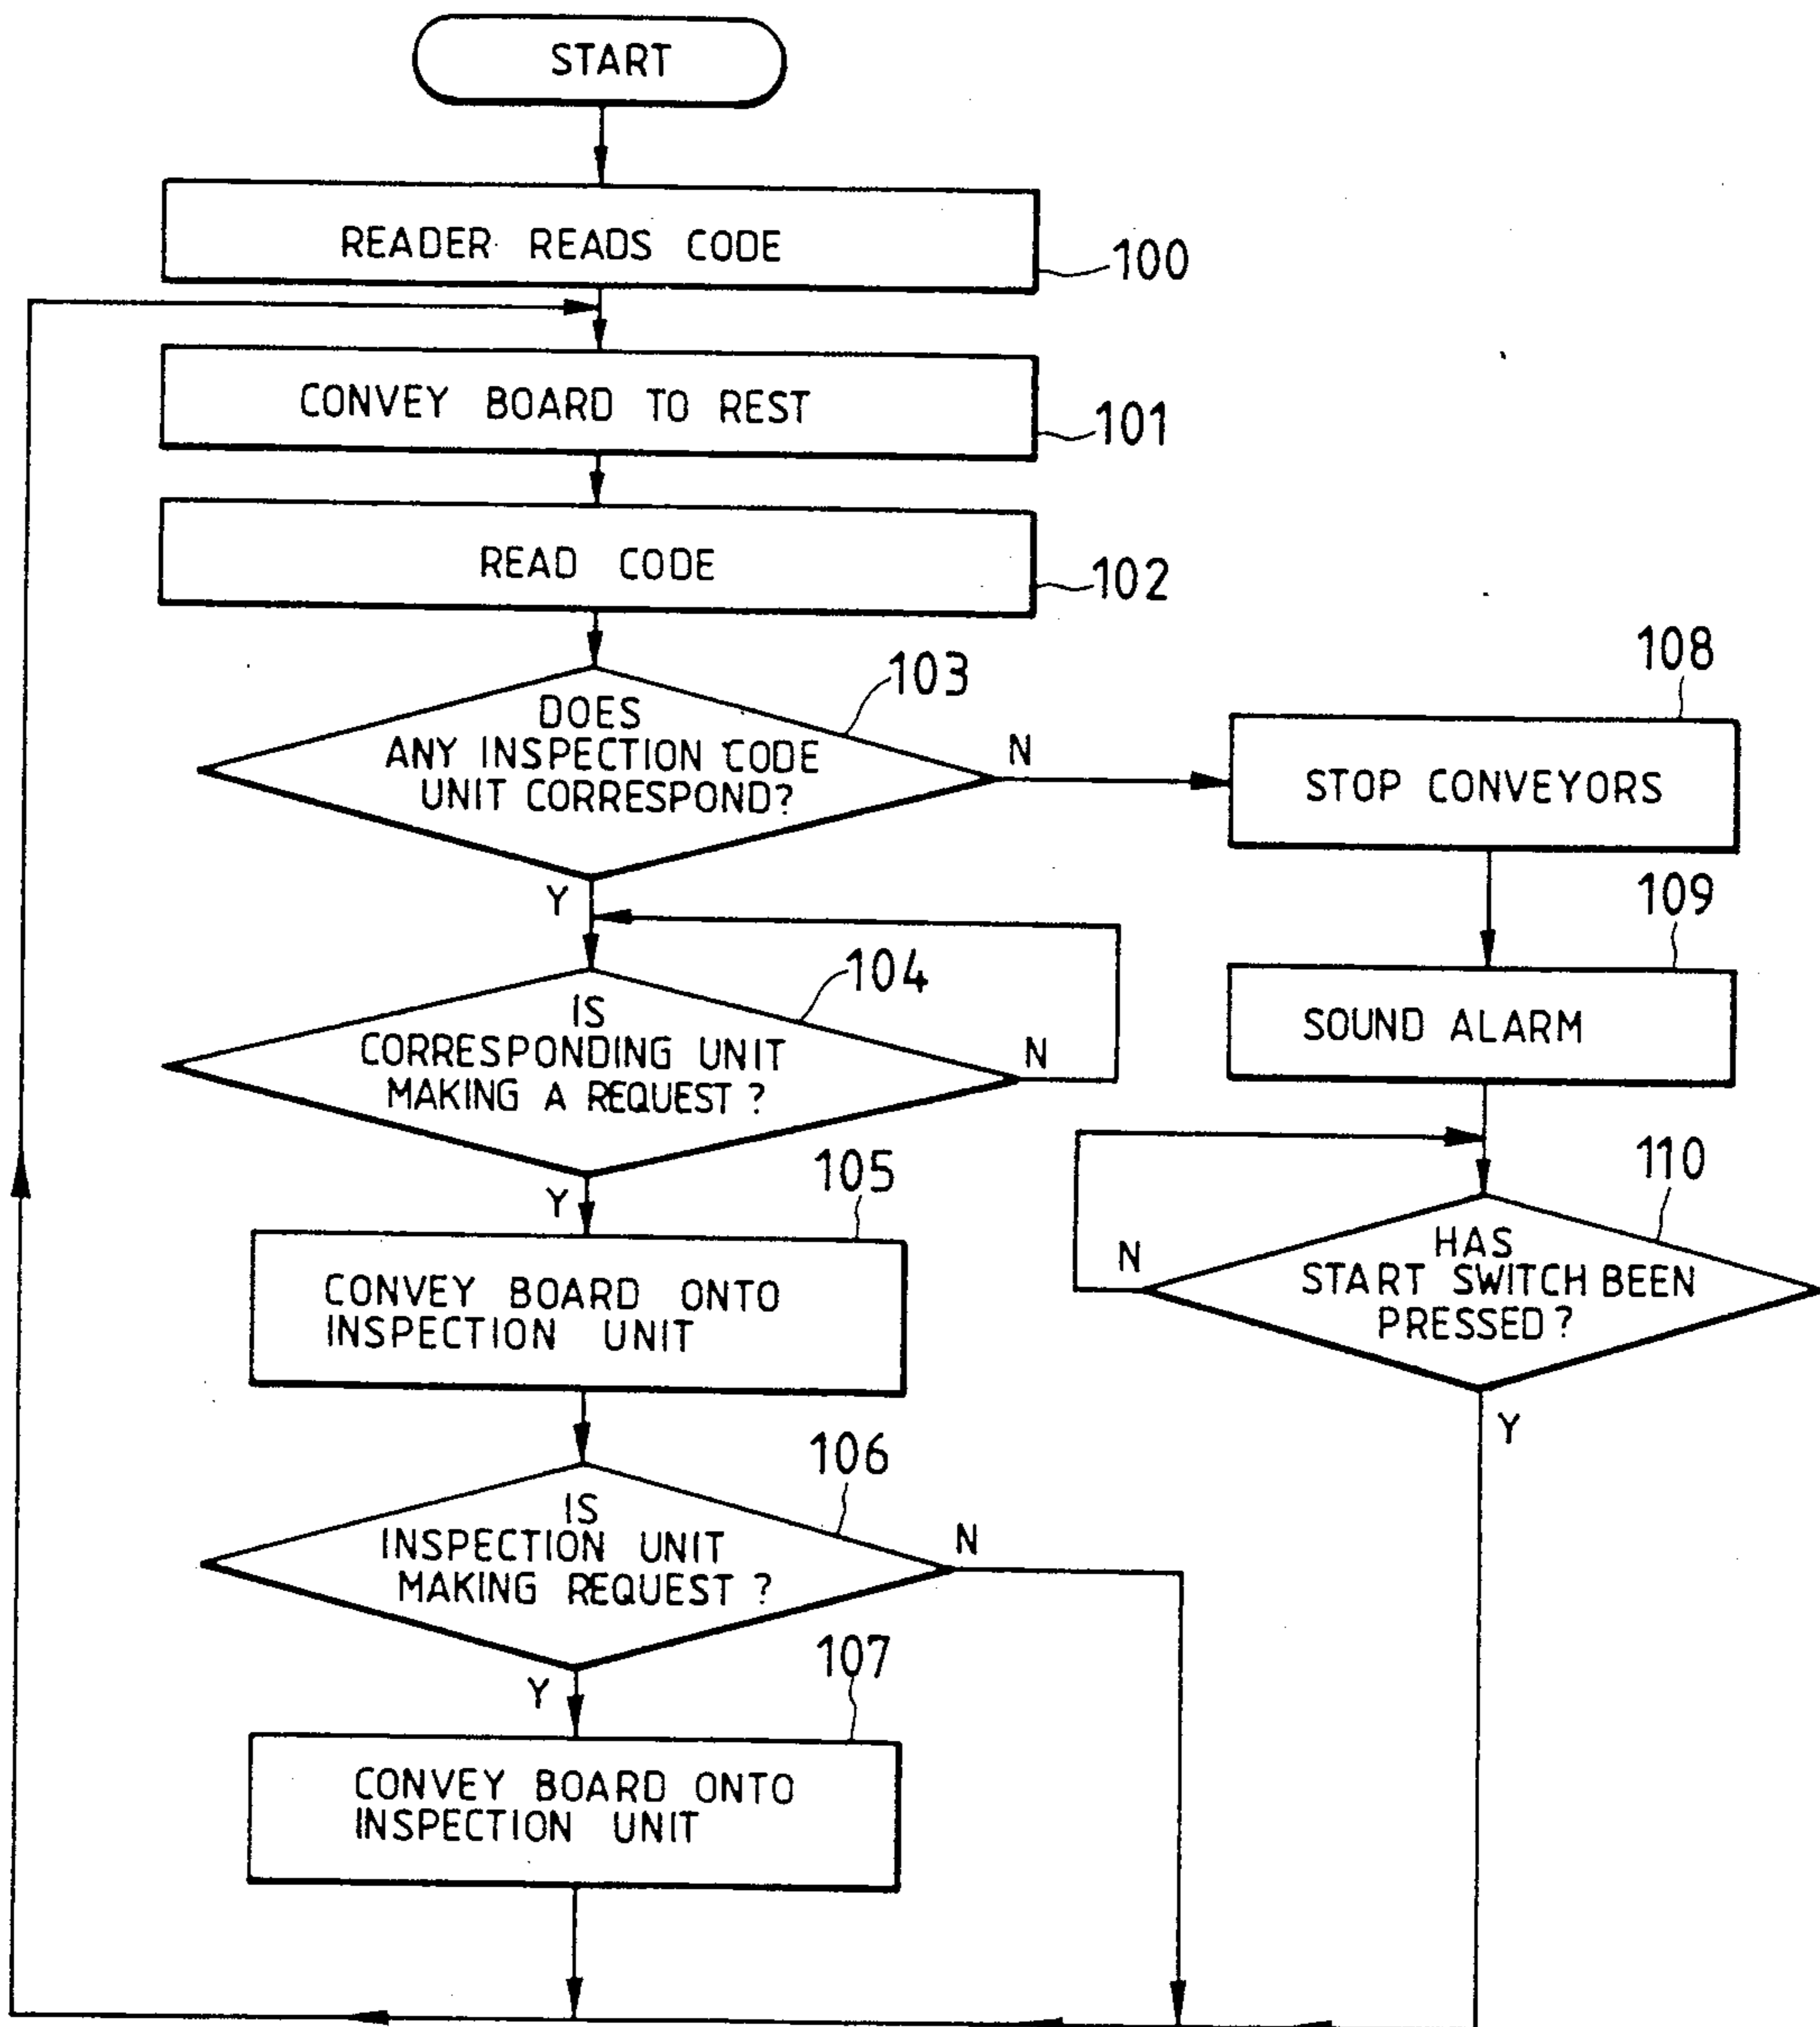 START
READER READS CODE
100
CONVEY BOARD TO REST
101
READ CODE
102
103
DOES
ANY INSPECTION CODE
UNIT CORRESPOND?
N
Y
108
STOP CONVEYORS
109
SOUND ALARM
104
IS
CORRESPONDING UNIT
MAKING A REQUEST?
N
Y
110
HAS
START SWITCH BEEN
PRESSED?
N
Y
105
CONVEY BOARD ONTO
INSPECTION UNIT
106
IS
INSPECTION UNIT
MAKING REQUEST?
N
Y
107
CONVEY BOARD ONTO
INSPECTION UNIT